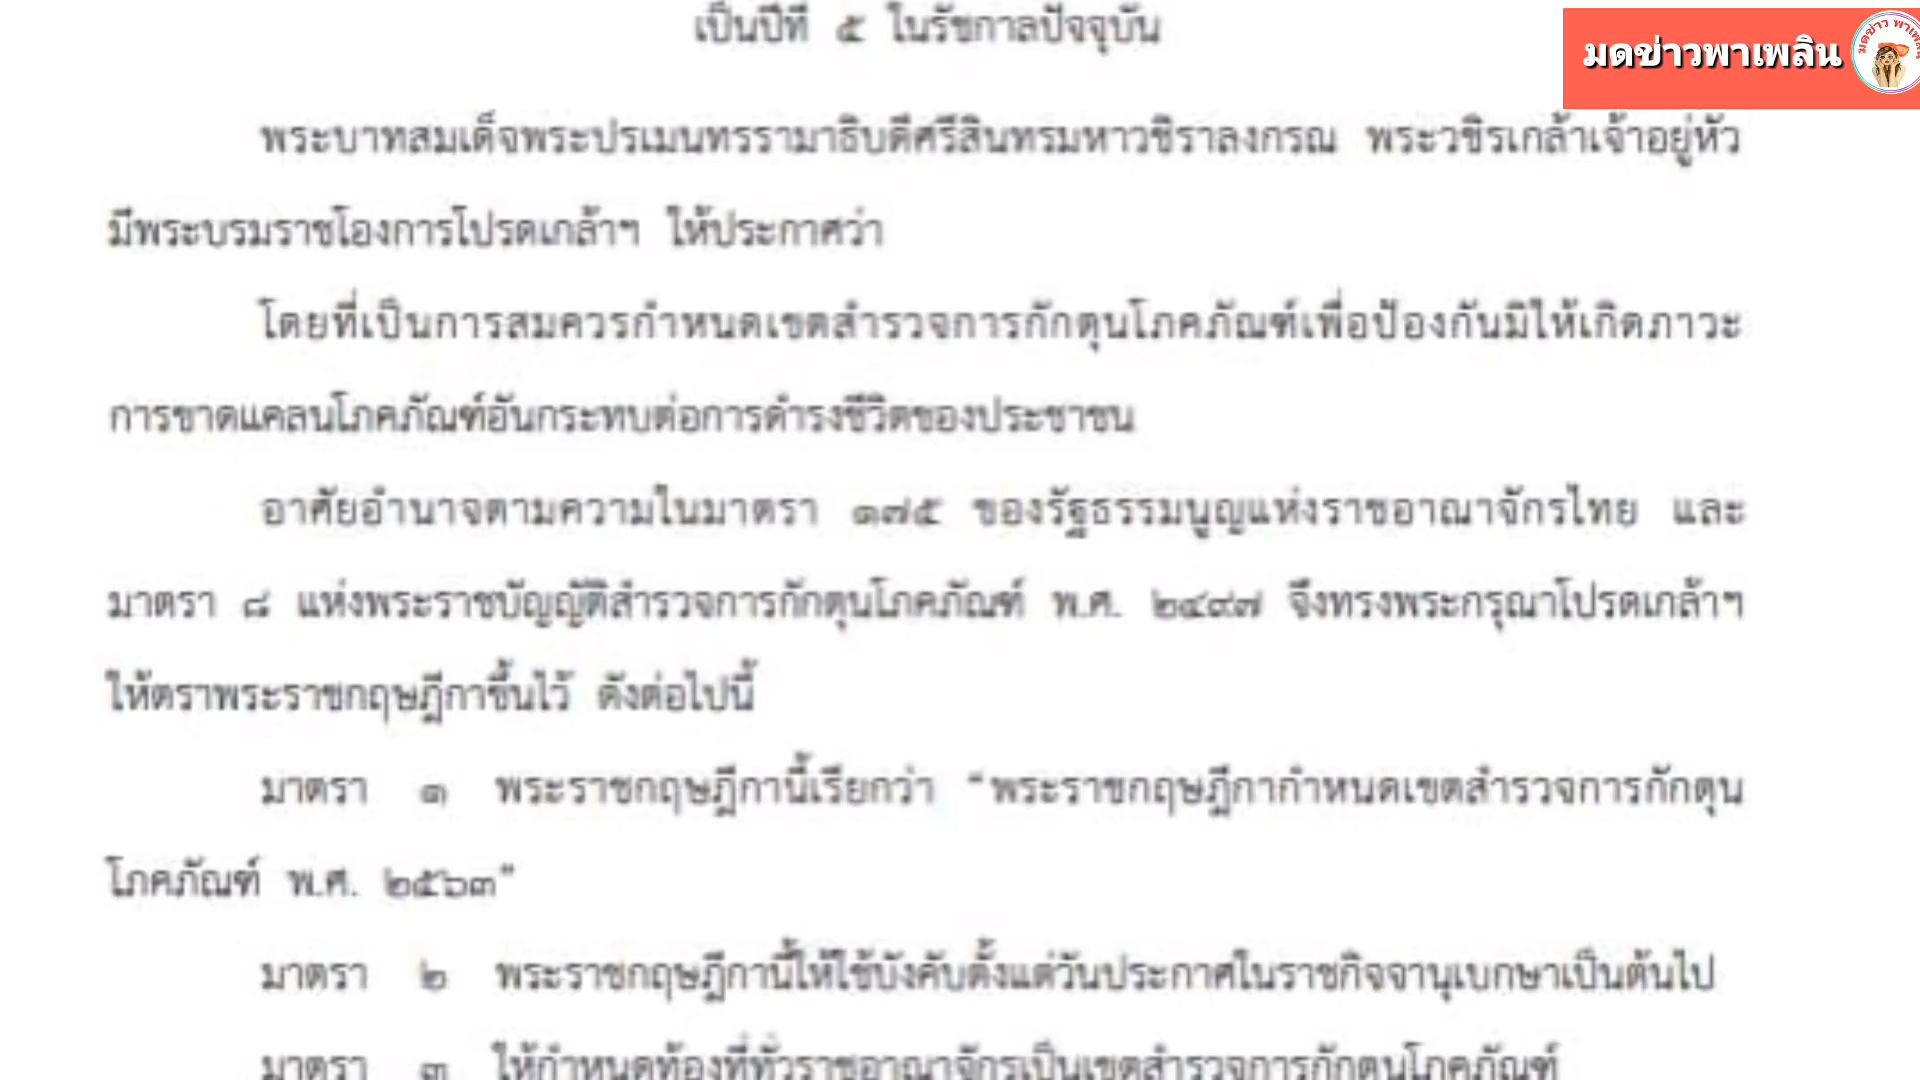 เป็นปีที่ ๕ ในรัชกาลปัจจุบัน
มดข่าวพาเพลิน
มดข่าว พาเพลิน
พระบาทสมเด็จพระปรเมนทรรามาธิบดีศรีสินทรมหาวชิราลงกรณ พระวชิรเกล้าเจ้าอยู่หัว
มีพระบรมราชโองการโปรดเกล้าฯ ให้ประกาศว่า
โดยที่เป็นการสมควรกำหนดเขตสำรวจการกักตุนโภคภัณฑ์เพื่อป้องกันมิให้เกิดภาวะ
การขาดแคลนโภคภัณฑ์อันกระทบต่อการดำรงชีวิตของประชาชน
อาศัยอำนาจตามความในมาตรา ๑๗๕ ของรัฐธรรมนูญแห่งราชอาณาจักรไทย และ
มาตรา ๘ แห่งพระราชบัญญัติสำรวจการกักตุนโภคภัณฑ์ พ.ศ. ๒๔๙๗ จึงทรงพระกรุณาโปรดเกล้าฯ
ให้ตราพระราชกฤษฎีกาขึ้นไว้ ดังต่อไปนี้
มาตรา ๑ พระราชกฤษฎีกานี้เรียกว่า “พระราชกฤษฎีกากำหนดเขตสำรวจการกักตุน
โภคภัณฑ์ พ.ศ. ๒๕๖๓”
มาตรา ๒ พระราชกฤษฎีกานี้ให้ใช้บังคับตั้งแต่วันประกาศในราชกิจจานุเบกษาเป็นต้นไป
มาตรา ๓ ให้กำหนดท้องที่ทั่วราชอาณาจักรเป็นเขตสำรวจการกักตุนโภคภัณฑ์